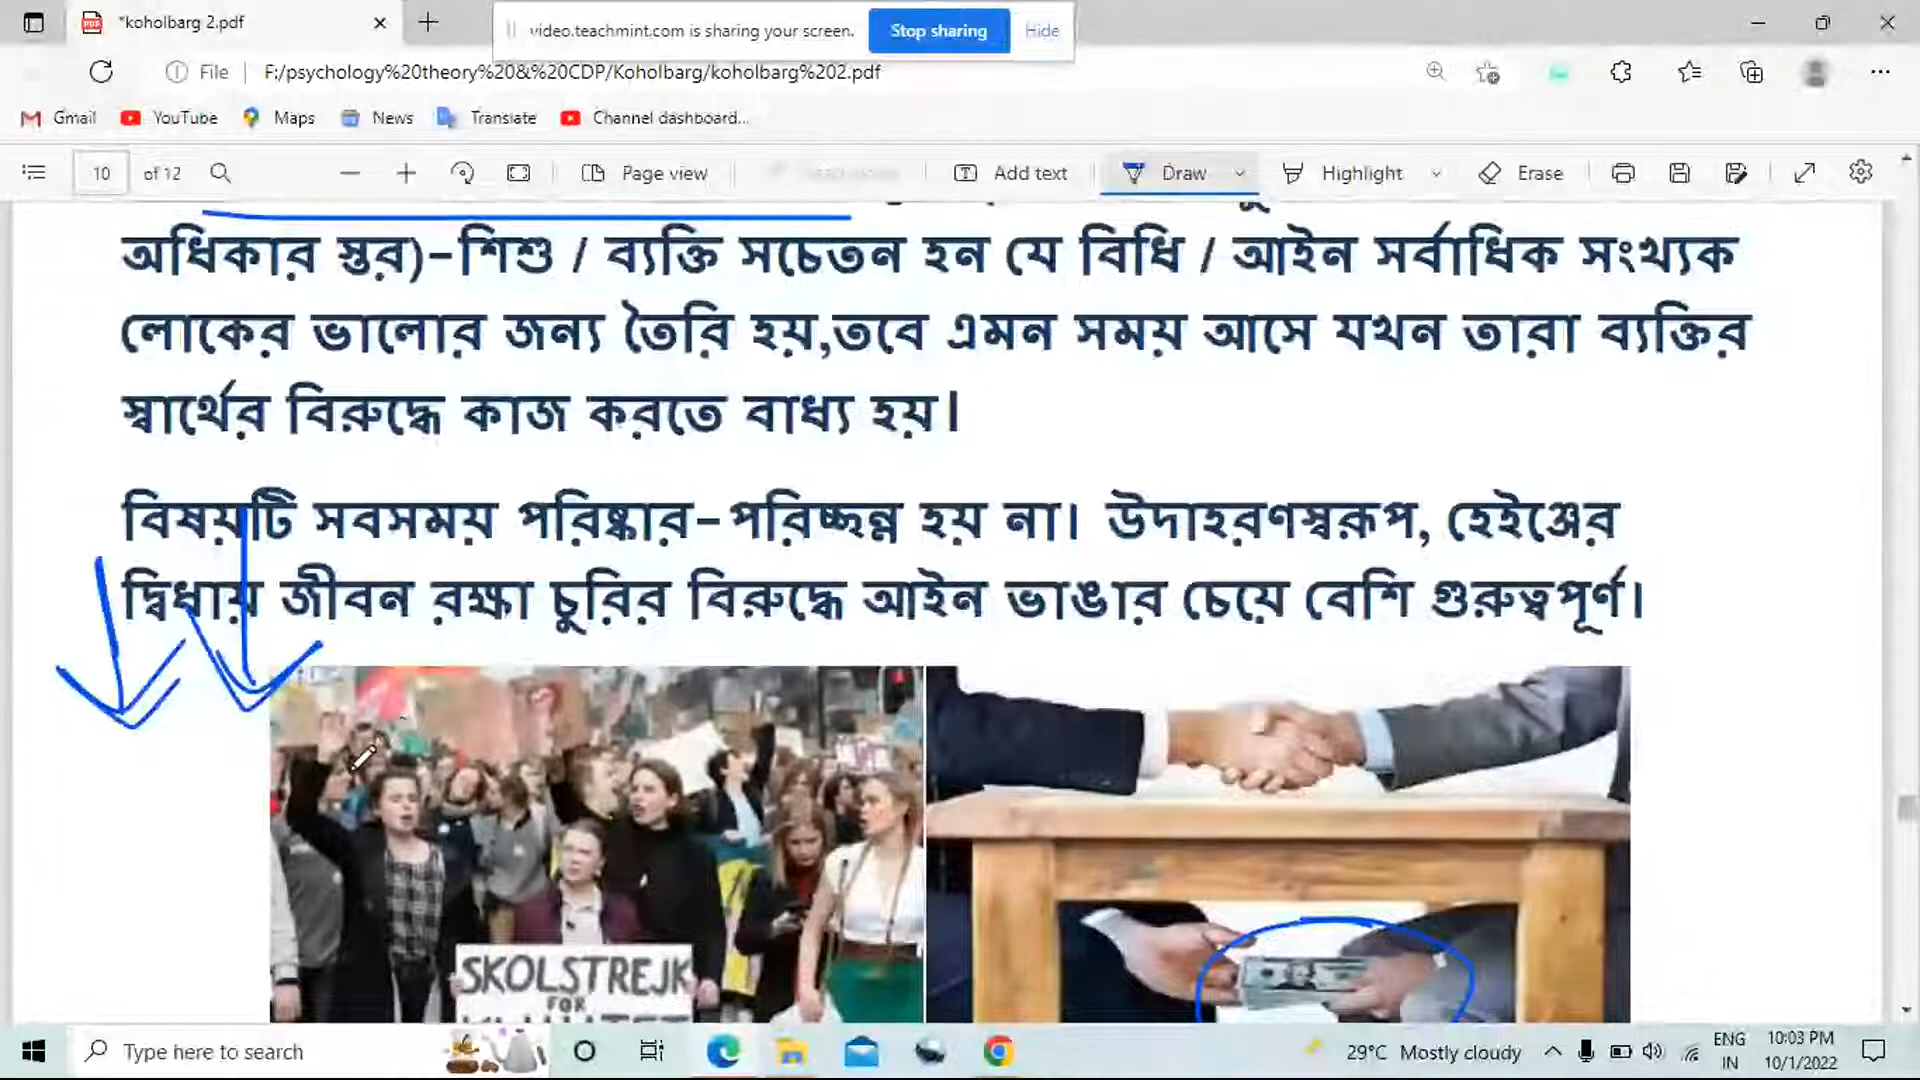 *koholbarg 2.pdf
video.teachmint.com is sharing your screen.
Stop sharing
Hide
File
F:/psychology%20theory%20&%20CDP/Koholbarg/koholbarg%202.pdf
Gmail
YouTube
Maps
News
Translate
Channel dashboard...
10
of 12
Page view
Read aloud
Add text
Draw
Highlight
Erase
অধিকার স্তর)-শিশু / ব্যক্তি সচেতন হন যে বিধি / আইন সর্বাধিক সংখ্যক
লোকের ভালোর জন্য তৈরি হয়,তবে এমন সময় আসে যখন তারা ব্যক্তির
স্বার্থের বিরুদ্ধে কাজ করতে বাধ্য হয়।
বিষয়টি সবসময় পরিষ্কার-পরিচ্ছন্ন হয় না। উদাহরণস্বরূপ, হেইঞ্জের
দ্বিধায় জীবন রক্ষা চুরির বিরুদ্ধে আইন ভাঙার চেয়ে বেশি গুরুত্বপূর্ণ।
SKOLSTREJK
FOR
Type here to search
29°C Mostly cloudy
ENG
IN
10:03 PM
10/1/2022